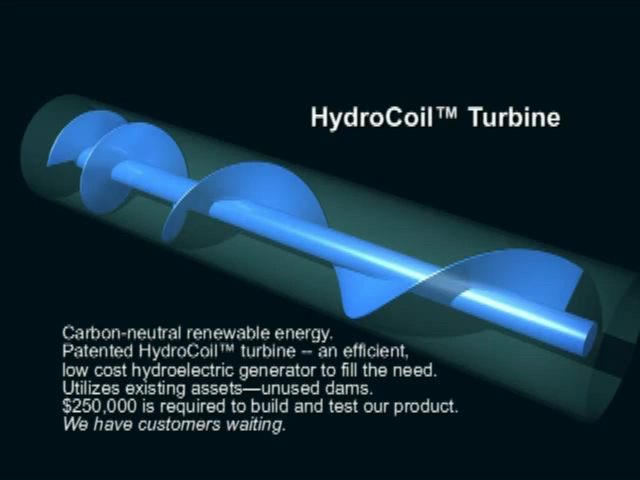 HydroCoil™ Turbine
Carbon-neutral renewable energy.
Patented HydroCoil™ turbine -- an efficient,
low cost hydroelectric generator to fill the need.
Utilizes existing assets—unused dams.
$250,000 is required to build and test our product.
We have customers waiting.